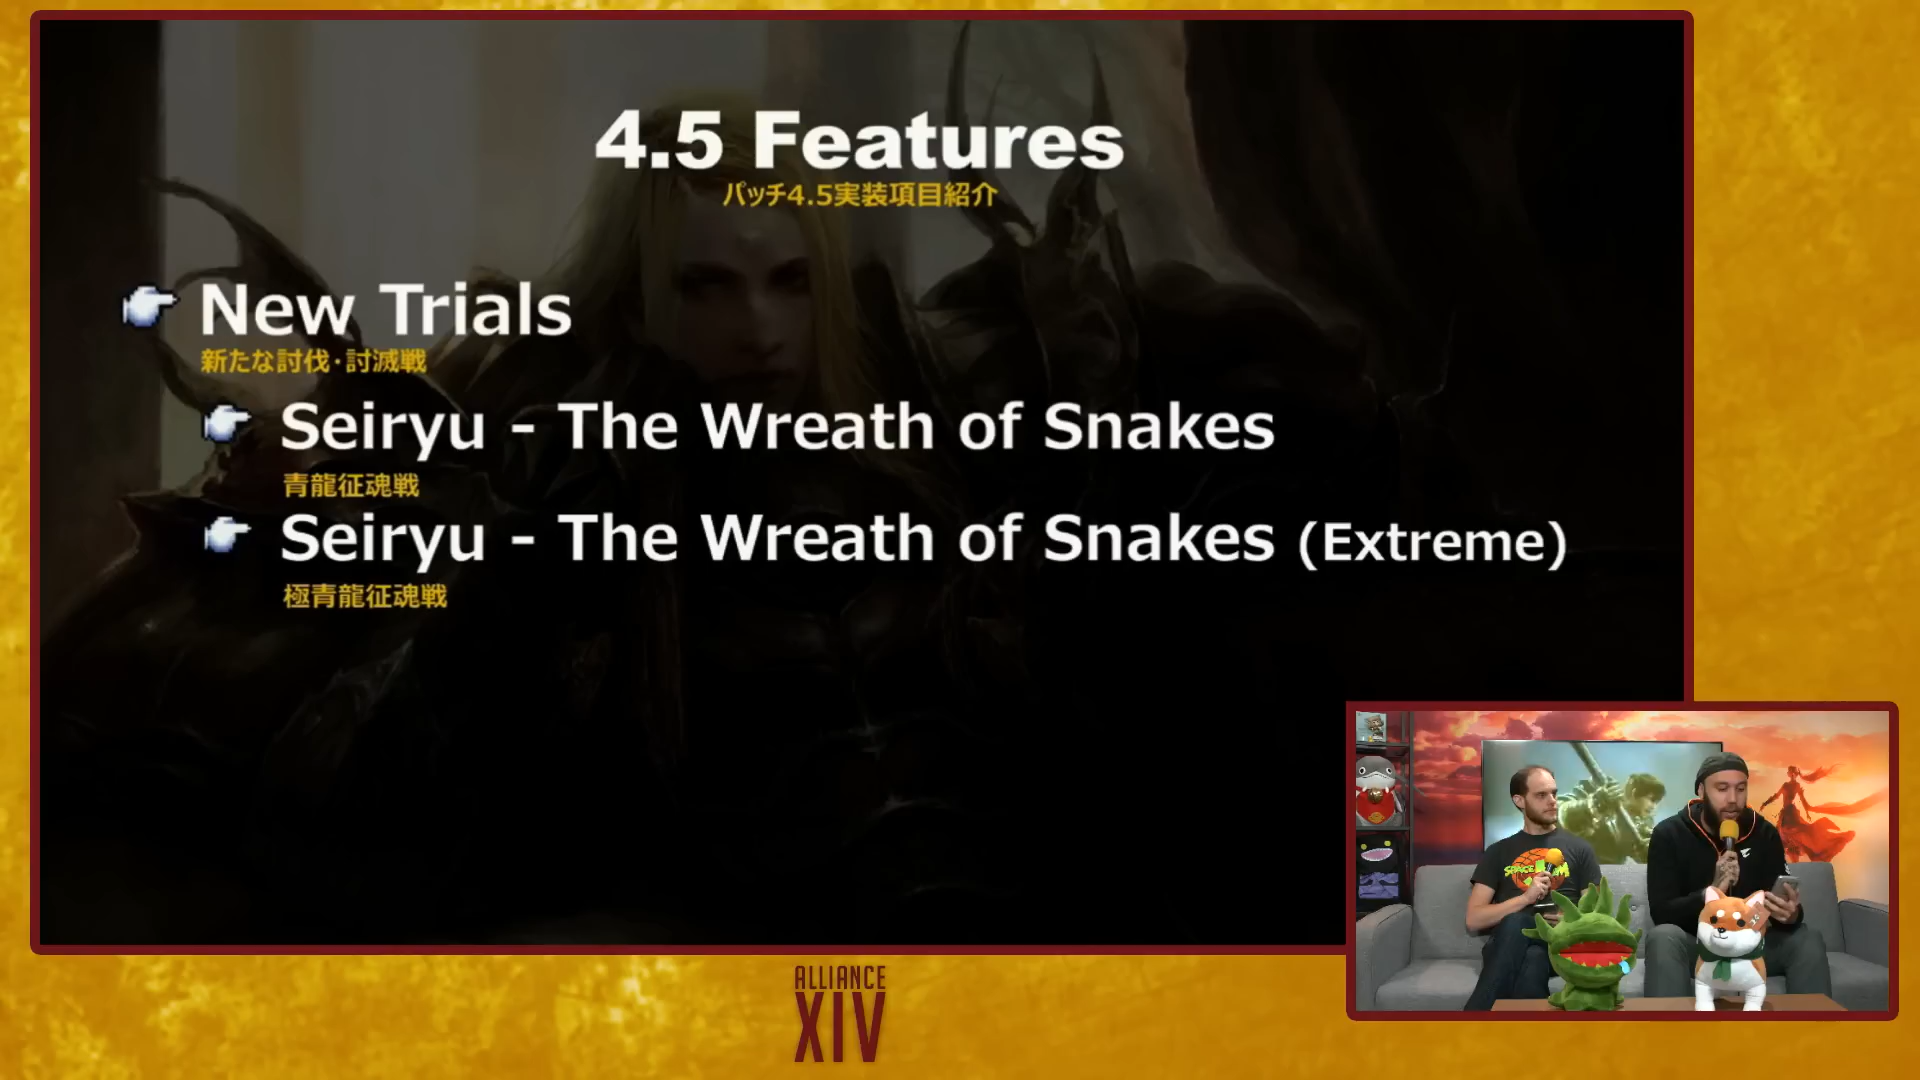 4.5 Features
パッチ4.5実装項目紹介
New Trials
新たな討伐・討滅戦
Seiryu - The Wreath of Snakes
青龍征魂戦
Seiryu - The Wreath of Snakes (Extreme)
極青龍征魂戦
SPACE JAM
ALLIANCE
XIV